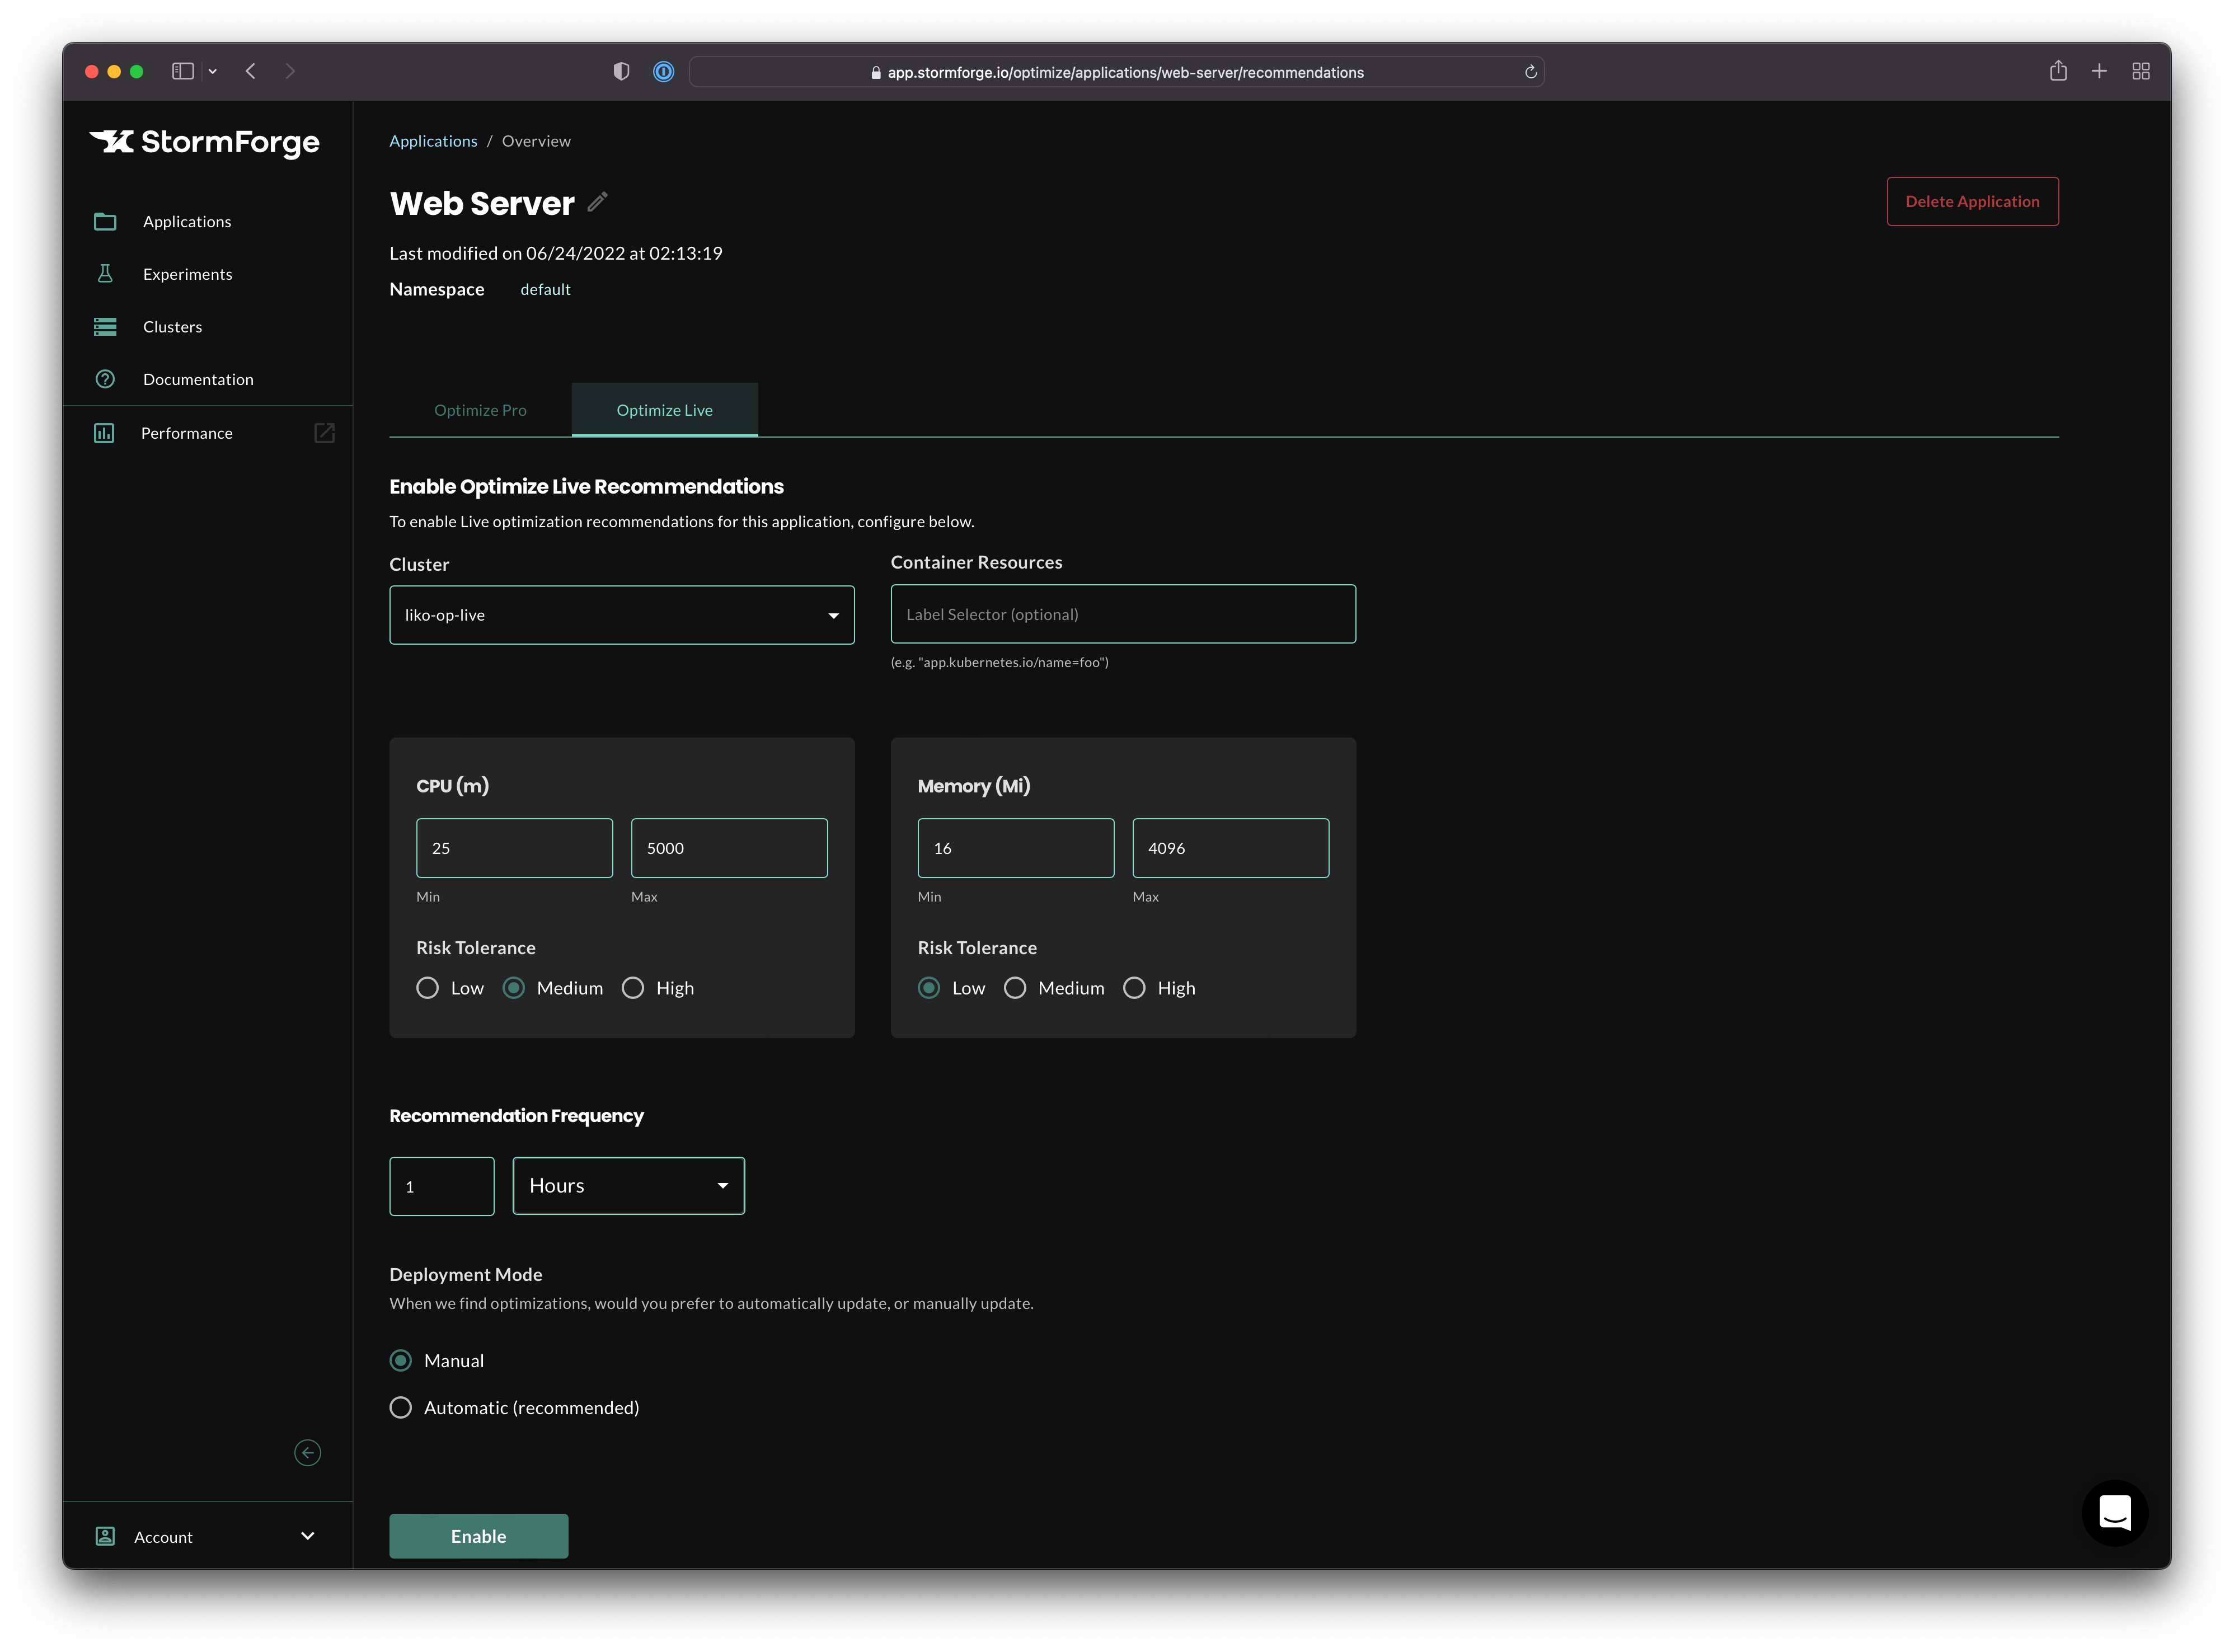 app.stormforge.io/optimize/applications/web-server/recommendations
StormForge
Applications
Experiments
Clusters
Documentation
Performance
Account
Applications / Overview
Web Server
Delete Application
Last modified on 06/24/2022 at 02:13:19
Namespace default
Optimize Pro Optimize Live
Enable Optimize Live Recommendations
To enable Live optimization recommendations for this application, configure below.
Cluster Container Resources
liko-op-live Label Selector (optional)
(e.g. "app.kubernetes.io/name=foo")
CPU (m) Memory (Mi)
25 5000 16 4096
Min Max Min Max
Risk Tolerance Risk Tolerance
Low Medium High Low Medium High
Recommendation Frequency
1 Hours
Deployment Mode
When we find optimizations, would you prefer to automatically update, or manually update.
Manual
Automatic (recommended)
Enable